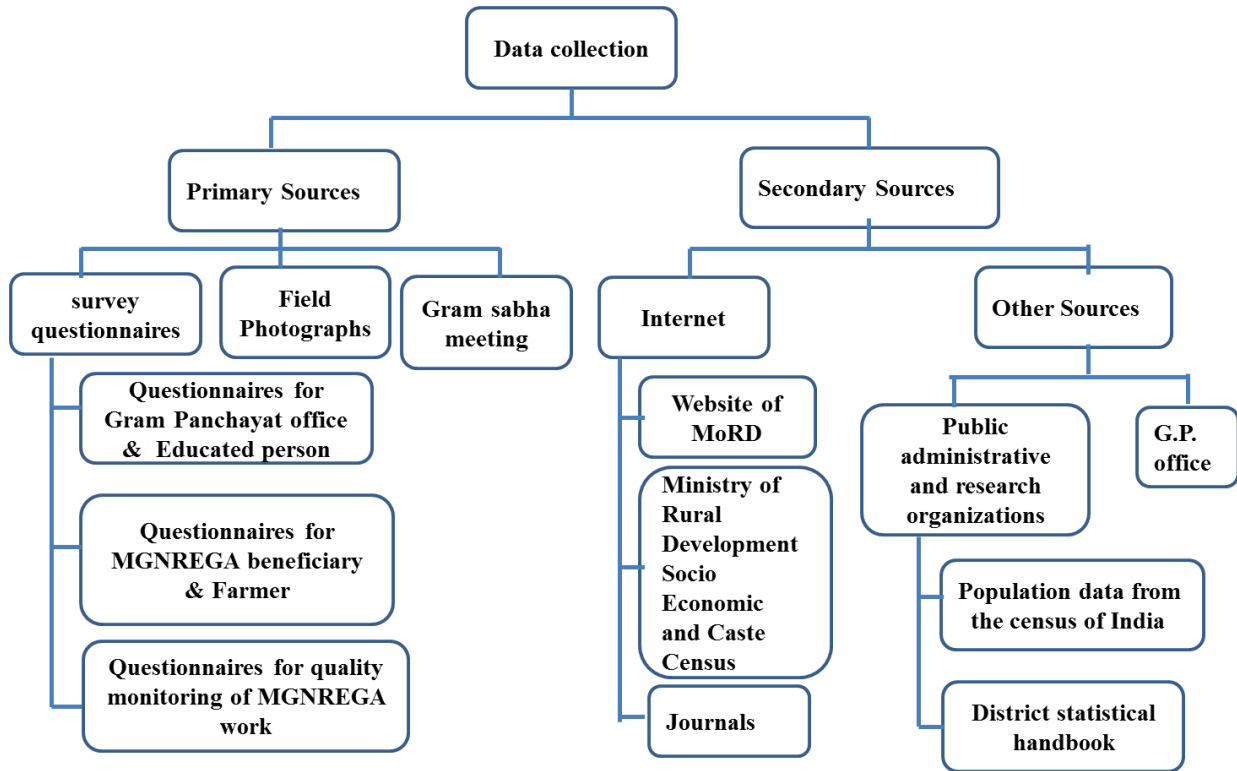 Data collection
Primary Sources
Secondary Sources
survey
questionnaires
Field
Photographs
Gram sabha
meeting
Internet
Other Sources
Questionnaires for
Gram Panchayat office
& Educated person
Questionnaires for
MGNREGA beneficiary
& Farmer
Questionnaires for quality
monitoring of MGNREGA
work
Website of
MoRD
Ministry of
Rural
Development
Socio
Economic
and Caste
Census
Journals
Public
administrative
and research
organizations
G.P.
office
Population data from
the census of India
District statistical
handbook